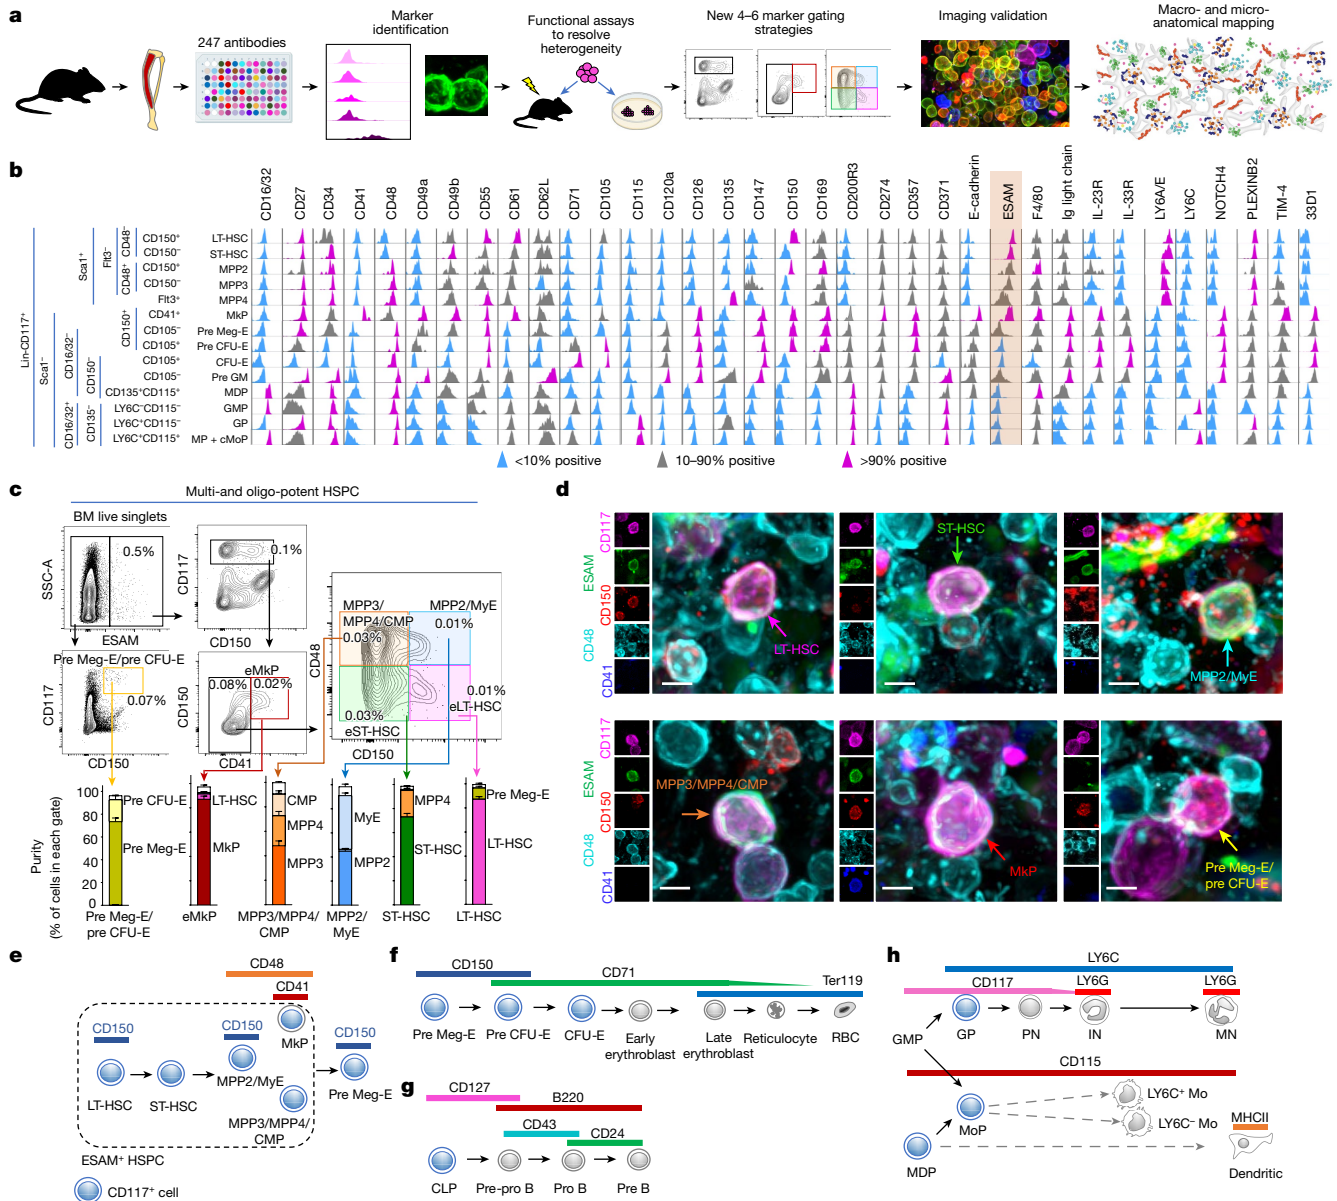 a
247 antibodies
Marker
identification
Functional assays
to resolve
heterogeneity
New 4–6 marker gating
strategies
Imaging validation
Macro- and micro-
anatomical mapping
b
CD16/32
CD27
CD34
CD41
CD48
CD49a
CD49b
CD55
CD61
CD62L
CD71
CD105
CD115
CD120a
CD126
CD135
CD147
CD150
CD169
CD200R3
CD274
CD357
CD371
E-cadherin
ESAM
F4/80
Ig light chain
IL-23R
IL-33R
LY6A/E
LY6C
NOTCH4
PLEXINB2
TIM-4
33D1
Lin-CD117⁺
Sca1⁺
Sca1⁻
Flt3⁻
CD48⁻
CD48⁺
CD16/32⁻
CD16/32⁺
CD150⁺
CD150⁻
CD135⁻
CD150⁺ LT-HSC
CD150⁻ ST-HSC
CD150⁺ MPP2
CD150⁻ MPP3
Flt3⁺ MPP4
CD41⁺ MkP
CD105⁻ Pre Meg-E
CD105⁺ Pre CFU-E
CD105⁺ CFU-E
CD105⁻ Pre GM
CD135⁺CD115⁺ MDP
LY6C⁻CD115⁻ GMP
LY6C⁺CD115⁻ GP
LY6C⁺CD115⁺ MP + cMoP
<10% positive
10–90% positive
>90% positive
c
Multi-and oligo-potent HSPC
BM live singlets
0.5%
SSC-A
ESAM
0.1%
CD117
CD150
Pre Meg-E/pre CFU-E
0.07%
CD117
CD150
eMkP
0.08%
0.02%
CD150
CD41
MPP3/
MPP4/CMP
0.03%
MPP2/MyE
0.01%
0.03%
eST-HSC
0.01%
eLT-HSC
CD48
CD150
Purity
(% of cells in each gate)
100
80
60
40
20
0
Pre CFU-E
Pre Meg-E
LT-HSC
MkP
CMP
MPP4
MPP3
MyE
MPP2
MPP4
ST-HSC
Pre Meg-E
LT-HSC
Pre Meg-E/
pre CFU-E
eMkP
MPP3/MPP4/
CMP
MPP2/
MyE
ST-HSC
LT-HSC
d
CD117
ESAM
CD150
CD48
CD41
LT-HSC
ST-HSC
MPP2/MyE
CD117
ESAM
CD150
CD48
CD41
MPP3/MPP4/CMP
MkP
Pre Meg-E/
pre CFU-E
e
CD48
CD41
CD150
CD150
CD150
MkP
LT-HSC
ST-HSC
MPP2/MyE
MPP3/MPP4/
CMP
Pre Meg-E
ESAM⁺ HSPC
CD117⁺ cell
f
CD150
CD71
Ter119
Pre Meg-E
Pre CFU-E
CFU-E
Early
erythroblast
Late
erythroblast
Reticulocyte
RBC
g
CD127
B220
CD43
CD24
CLP
Pre-pro B
Pro B
Pre B
h
LY6C
CD117
LY6G
LY6G
GMP
GP
PN
IN
MN
CD115
MoP
LY6C⁺ Mo
LY6C⁻ Mo
MHCII
MDP
Dendritic